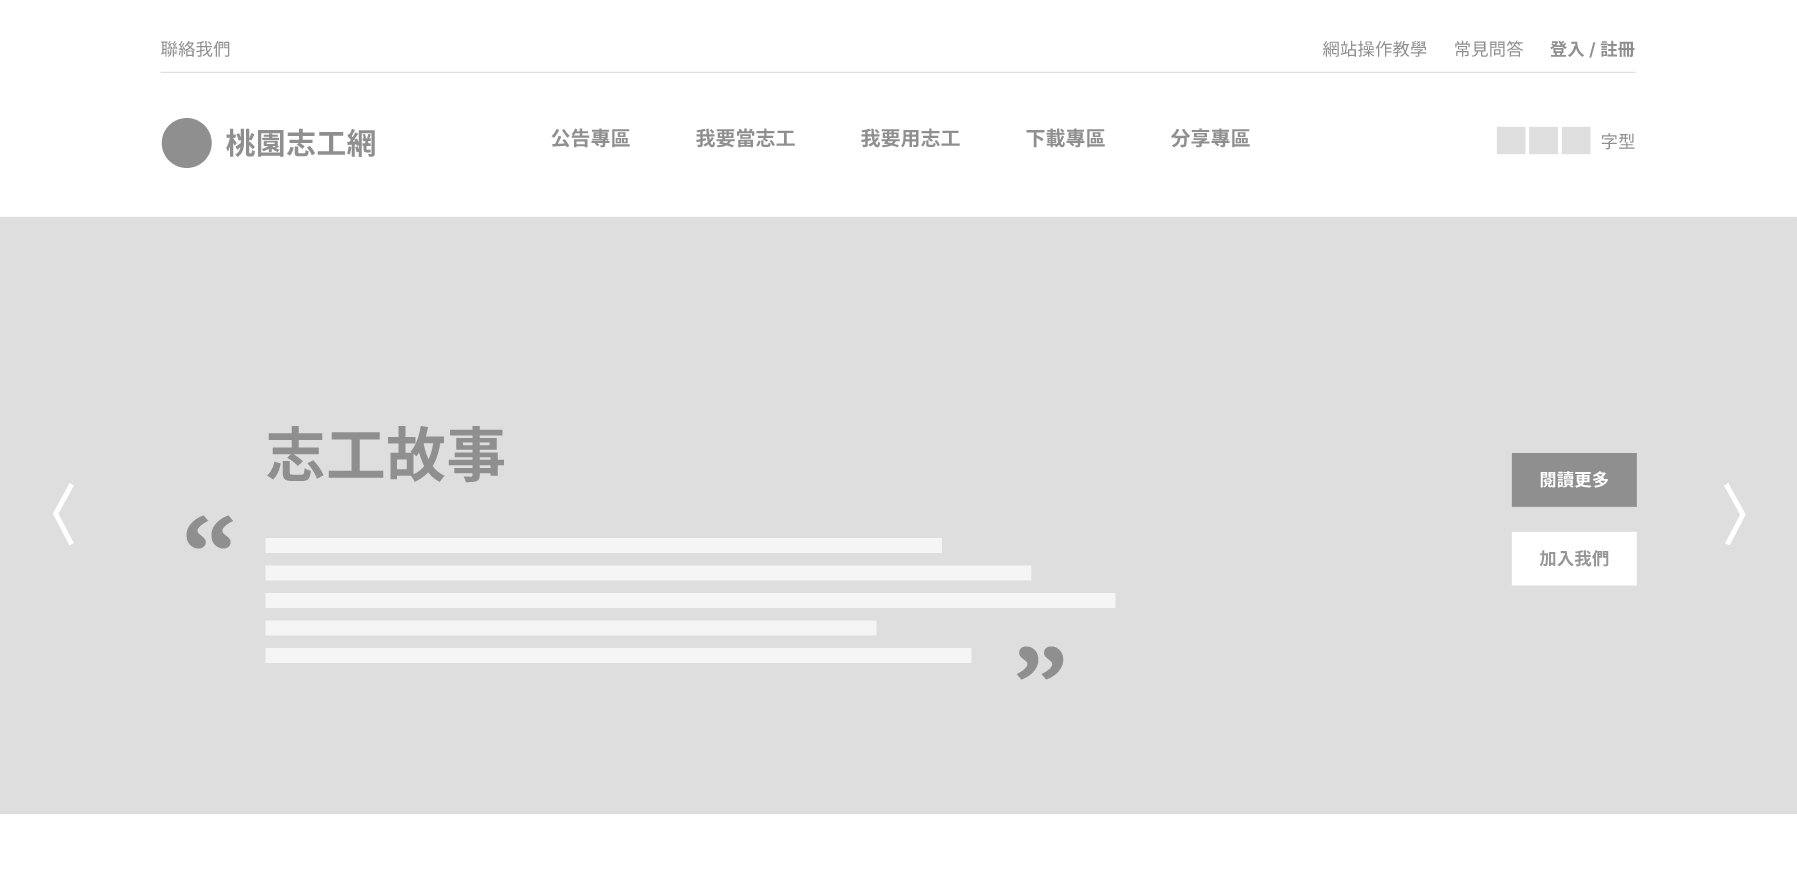 聯絡我們 網站操作教學 常見問答 登入 / 註冊
桃園志工網 公告專區 我要當志工 我要用志工 下載專區 分享專區 字型
志工故事
閱讀更多
“
加入我們
”